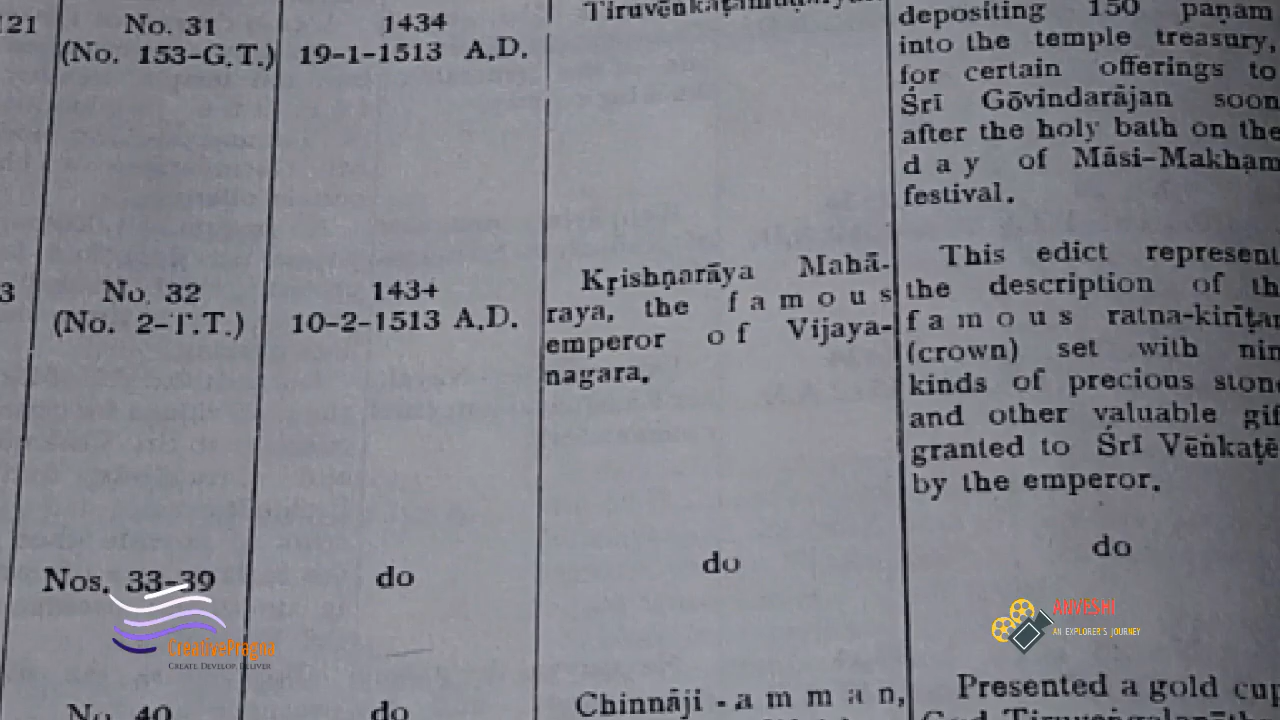 121
No. 31
(No. 153-G.T.)
1434
19-1-1513 A.D.
depositing 150 paṇam
into the temple treasury,
for certain offerings to
Śrī Gōvindarājan soon
after the holy bath on the
day of Māsi-Makham
festival.
3
No. 32
(No. 2-T.T.)
1434
10-2-1513 A.D.
Kṛishṇarāya Mahā-
raya, the famous
emperor of Vijaya-
nagara.
This edict represent
the description of th
famous ratna-kirīṭam
(crown) set with nin
kinds of precious stone
and other valuable gif
granted to Śrī Vēṅkaṭē
by the emperor.
Nos. 33-39
do
do
do
No. 40
do
Chinnāji-amman,
Presented a gold cup
CreativePragna
CREATE. DEVELOP. DELIVER
ANVESHI
AN EXPLORER'S JOURNEY